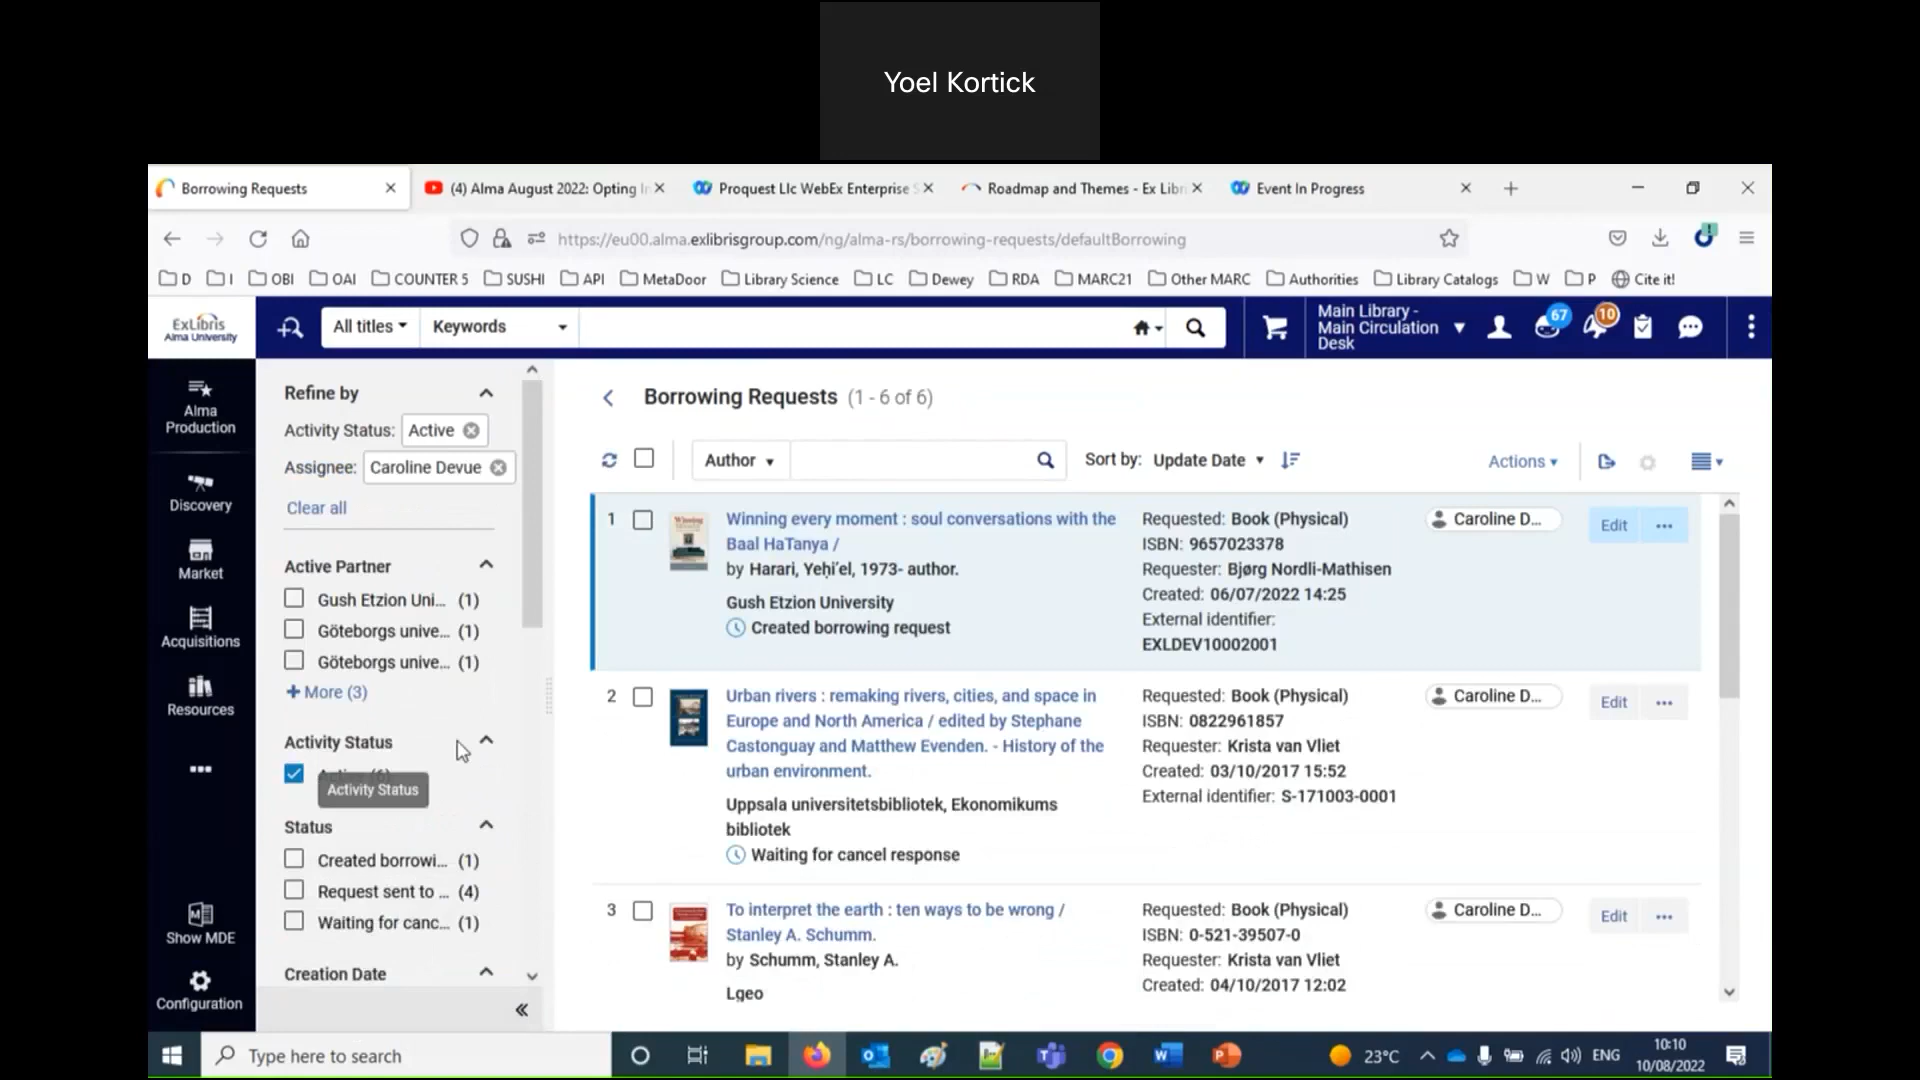 Yoel Kortick
Borrowing Requests
(4) Alma August 2022: Opting In
Proquest Llc WebEx Enterprise S
Roadmap and Themes - Ex Libri
Event In Progress
https://eu00.alma.exlibrisgroup.com/ng/alma-rs/borrowing-requests/defaultBorrowing
D I OBI OAI COUNTER 5 SUSHI API MetaDoor Library Science LC Dewey RDA MARC21 Other MARC Authorities Library Catalogs W P Cite it!
ExLibris
Alma University
All titles
Keywords
Main Library -
Main Circulation
Desk
67
10
Alma
Production
Discovery
Market
Acquisitions
Resources
Show MDE
Configuration
Refine by
Activity Status: Active
Assignee: Caroline Devue
Clear all
Active Partner
Gush Etzion Uni... (1)
Göteborgs unive... (1)
Göteborgs unive... (1)
+ More (3)
Activity Status
Active (6)
Activity Status
Status
Created borrowi... (1)
Request sent to ... (4)
Waiting for canc... (1)
Creation Date
Borrowing Requests (1 - 6 of 6)
Author
Sort by: Update Date
Actions
1
Winning every moment : soul conversations with the
Baal HaTanya /
by Harari, Yeḥi'el, 1973- author.
Gush Etzion University
Created borrowing request
Requested: Book (Physical)
ISBN: 9657023378
Requester: Bjørg Nordli-Mathisen
Created: 06/07/2022 14:25
External identifier:
EXLDEV10002001
Caroline D...
Edit
2
Urban rivers : remaking rivers, cities, and space in
Europe and North America / edited by Stephane
Castonguay and Matthew Evenden. - History of the
urban environment.
Uppsala universitetsbibliotek, Ekonomikums
bibliotek
Waiting for cancel response
Requested: Book (Physical)
ISBN: 0822961857
Requester: Krista van Vliet
Created: 03/10/2017 15:52
External identifier: S-171003-0001
Caroline D...
Edit
3
To interpret the earth : ten ways to be wrong /
Stanley A. Schumm.
by Schumm, Stanley A.
Lgeo
Requested: Book (Physical)
ISBN: 0-521-39507-0
Requester: Krista van Vliet
Created: 04/10/2017 12:02
Caroline D...
Edit
Type here to search
23°C
ENG
10:10
10/08/2022